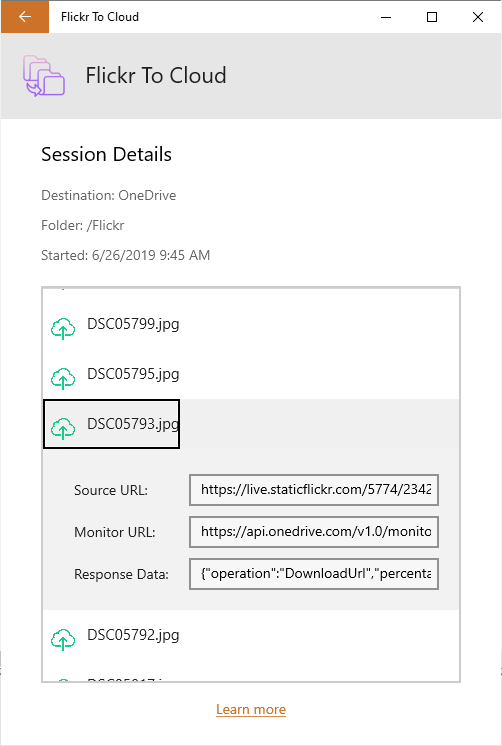 Flickr To Cloud
Flickr To Cloud
Session Details
Destination: OneDrive
Folder: /Flickr
Started: 6/26/2019 9:45 AM
DSC05799.jpg
DSC05795.jpg
DSC05793.jpg
Source URL: https://live.staticflickr.com/5774/2342
Monitor URL: https://api.onedrive.com/v1.0/monito
Response Data: {"operation":"DownloadUrl","percenta
DSC05792.jpg
Learn more